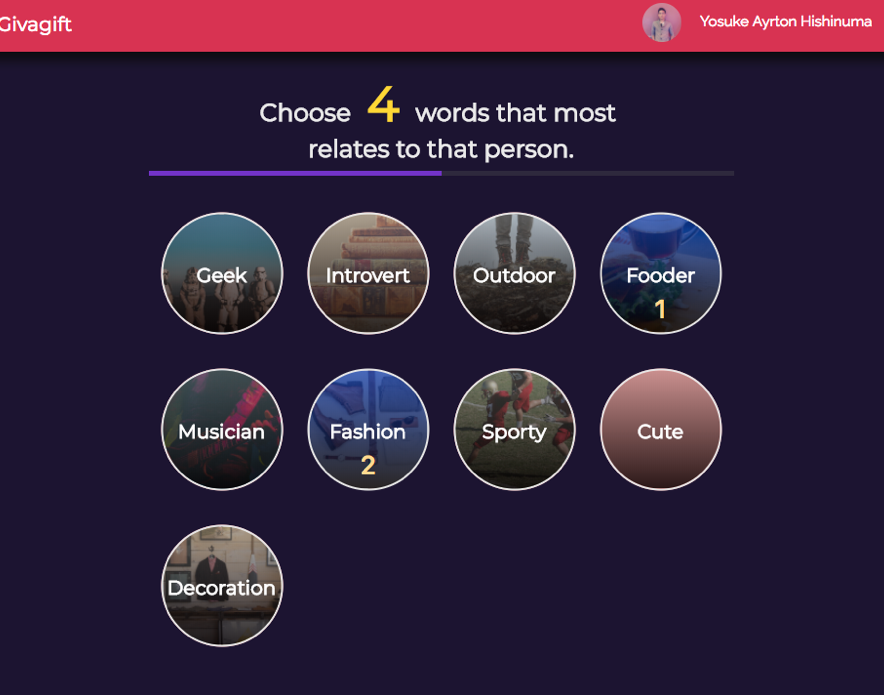 Givagift
Yosuke Ayrton Hishinuma
Choose 4 words that most
relates to that person.
Geek
Introvert
Outdoor
Fooder
1
Musician
Fashion
2
Sporty
Cute
Decoration